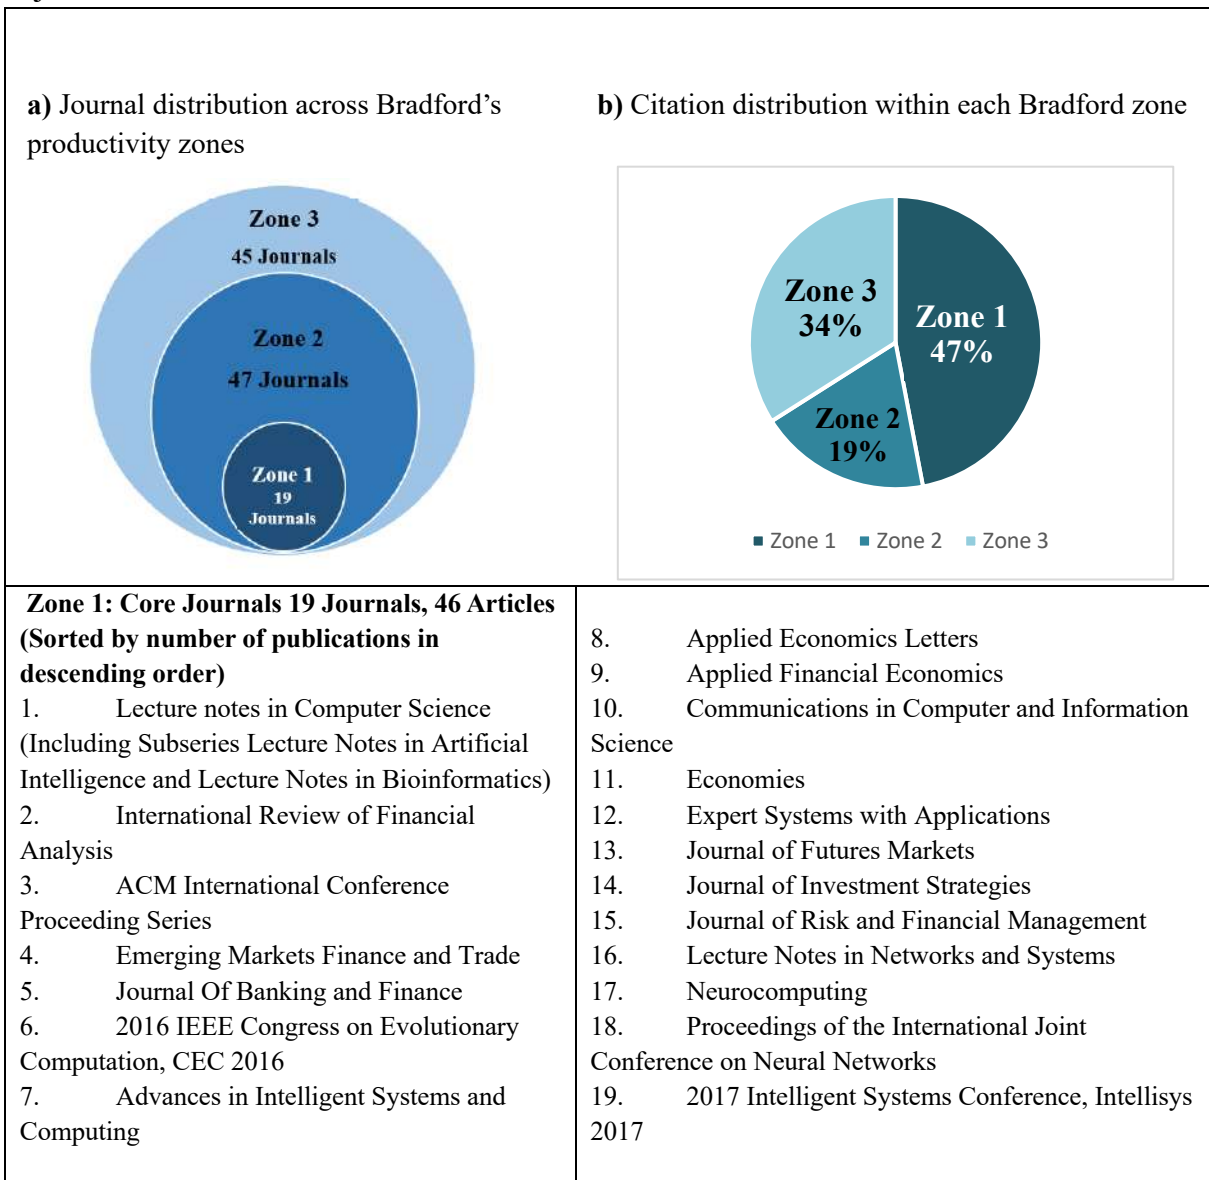 a) Journal distribution across Bradford's
productivity zones
Zone 3
45 Journals
Zone 2
47 Journals
Zone 1
19
Journals
b) Citation distribution within each Bradford zone
Zone 3
34%
Zone 1
47%
Zone 2
19%
Zone 1 Zone 2 Zone 3
Zone 1: Core Journals 19 Journals, 46 Articles
(Sorted by number of publications in
descending order)
1. Lecture notes in Computer Science
(Including Subseries Lecture Notes in Artificial
Intelligence and Lecture Notes in Bioinformatics)
2. International Review of Financial
Analysis
3. ACM International Conference
Proceeding Series
4. Emerging Markets Finance and Trade
5. Journal Of Banking and Finance
6. 2016 IEEE Congress on Evolutionary
Computation, CEC 2016
7. Advances in Intelligent Systems and
Computing
8. Applied Economics Letters
9. Applied Financial Economics
10. Communications in Computer and Information
Science
11. Economies
12. Expert Systems with Applications
13. Journal of Futures Markets
14. Journal of Investment Strategies
15. Journal of Risk and Financial Management
16. Lecture Notes in Networks and Systems
17. Neurocomputing
18. Proceedings of the International Joint
Conference on Neural Networks
19. 2017 Intelligent Systems Conference, Intellisys
2017